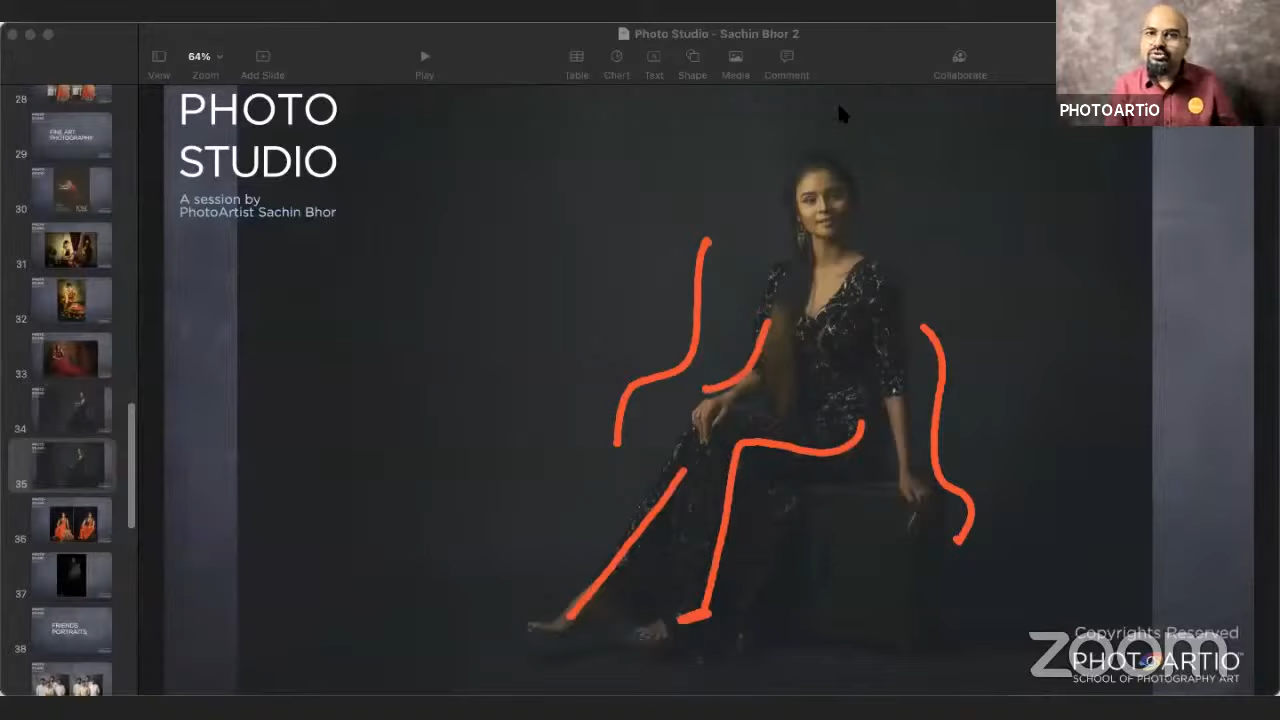 Photo Studio - Sachin Bhor 2
64%
View
Zoom
Add Slide
Play
Table
Chart
Text
Shape
Media
Comment
Collaborate
PHOTOARTiO
28
29
FINE ART
PHOTOGRAPHY
30
31
32
33
34
35
36
37
38
FRIENDS
PORTRAITS
PHOTO
STUDIO
A session by
PhotoArtist Sachin Bhor
Copyrights Reserved
zoom
PHOTOARTIO
SCHOOL OF PHOTOGRAPHY ART